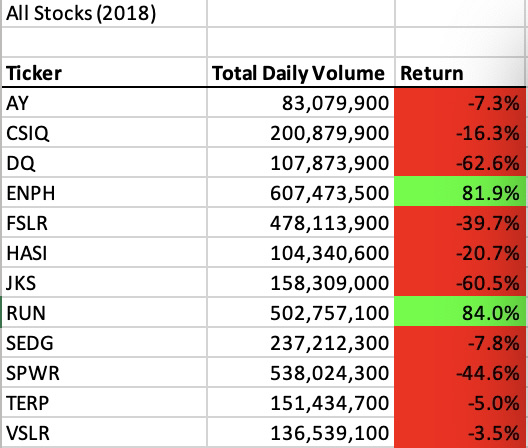 All Stocks (2018)
Ticker Total Daily Volume Return
AY 83,079,900 -7.3%
CSIQ 200,879,900 -16.3%
DQ 107,873,900 -62.6%
ENPH 607,473,500 81.9%
FSLR 478,113,900 -39.7%
HASI 104,340,600 -20.7%
JKS 158,309,000 -60.5%
RUN 502,757,100 84.0%
SEDG 237,212,300 -7.8%
SPWR 538,024,300 -44.6%
TERP 151,434,700 -5.0%
VSLR 136,539,100 -3.5%